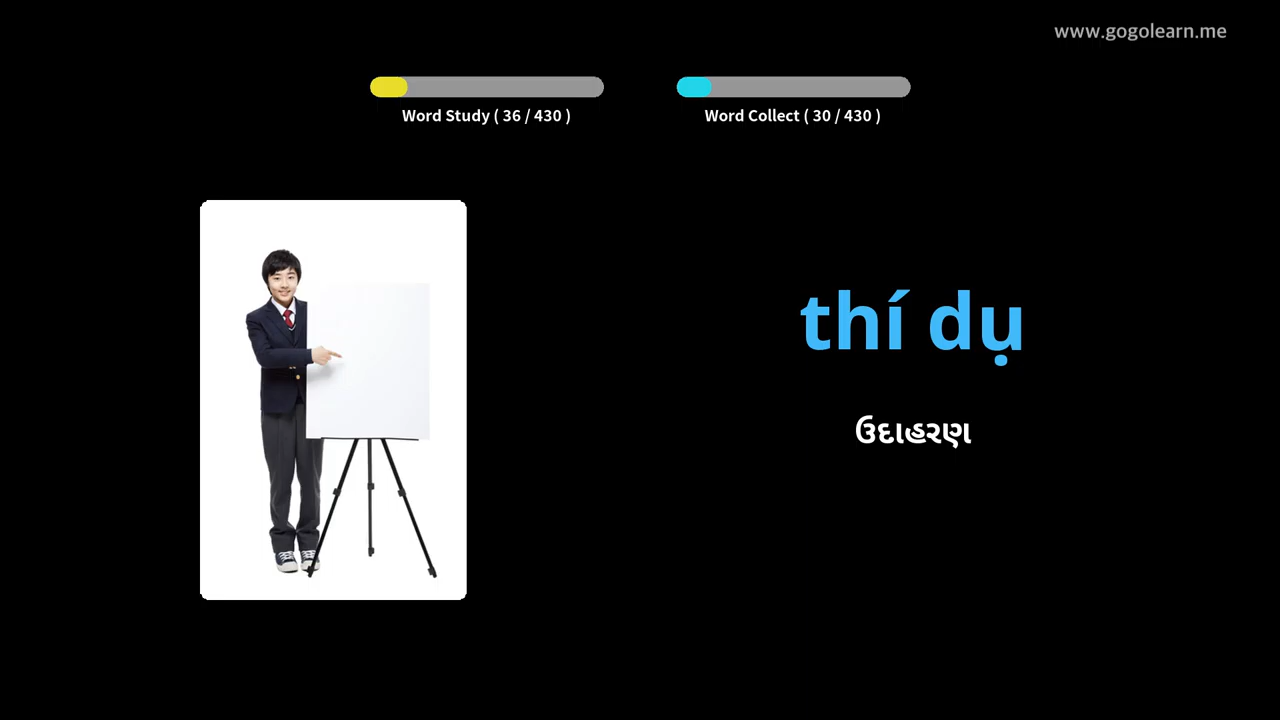 www.gogolearn.me
Word Study ( 36 / 430 )
Word Collect ( 30 / 430 )
thí dụ
ઉદાહરણ